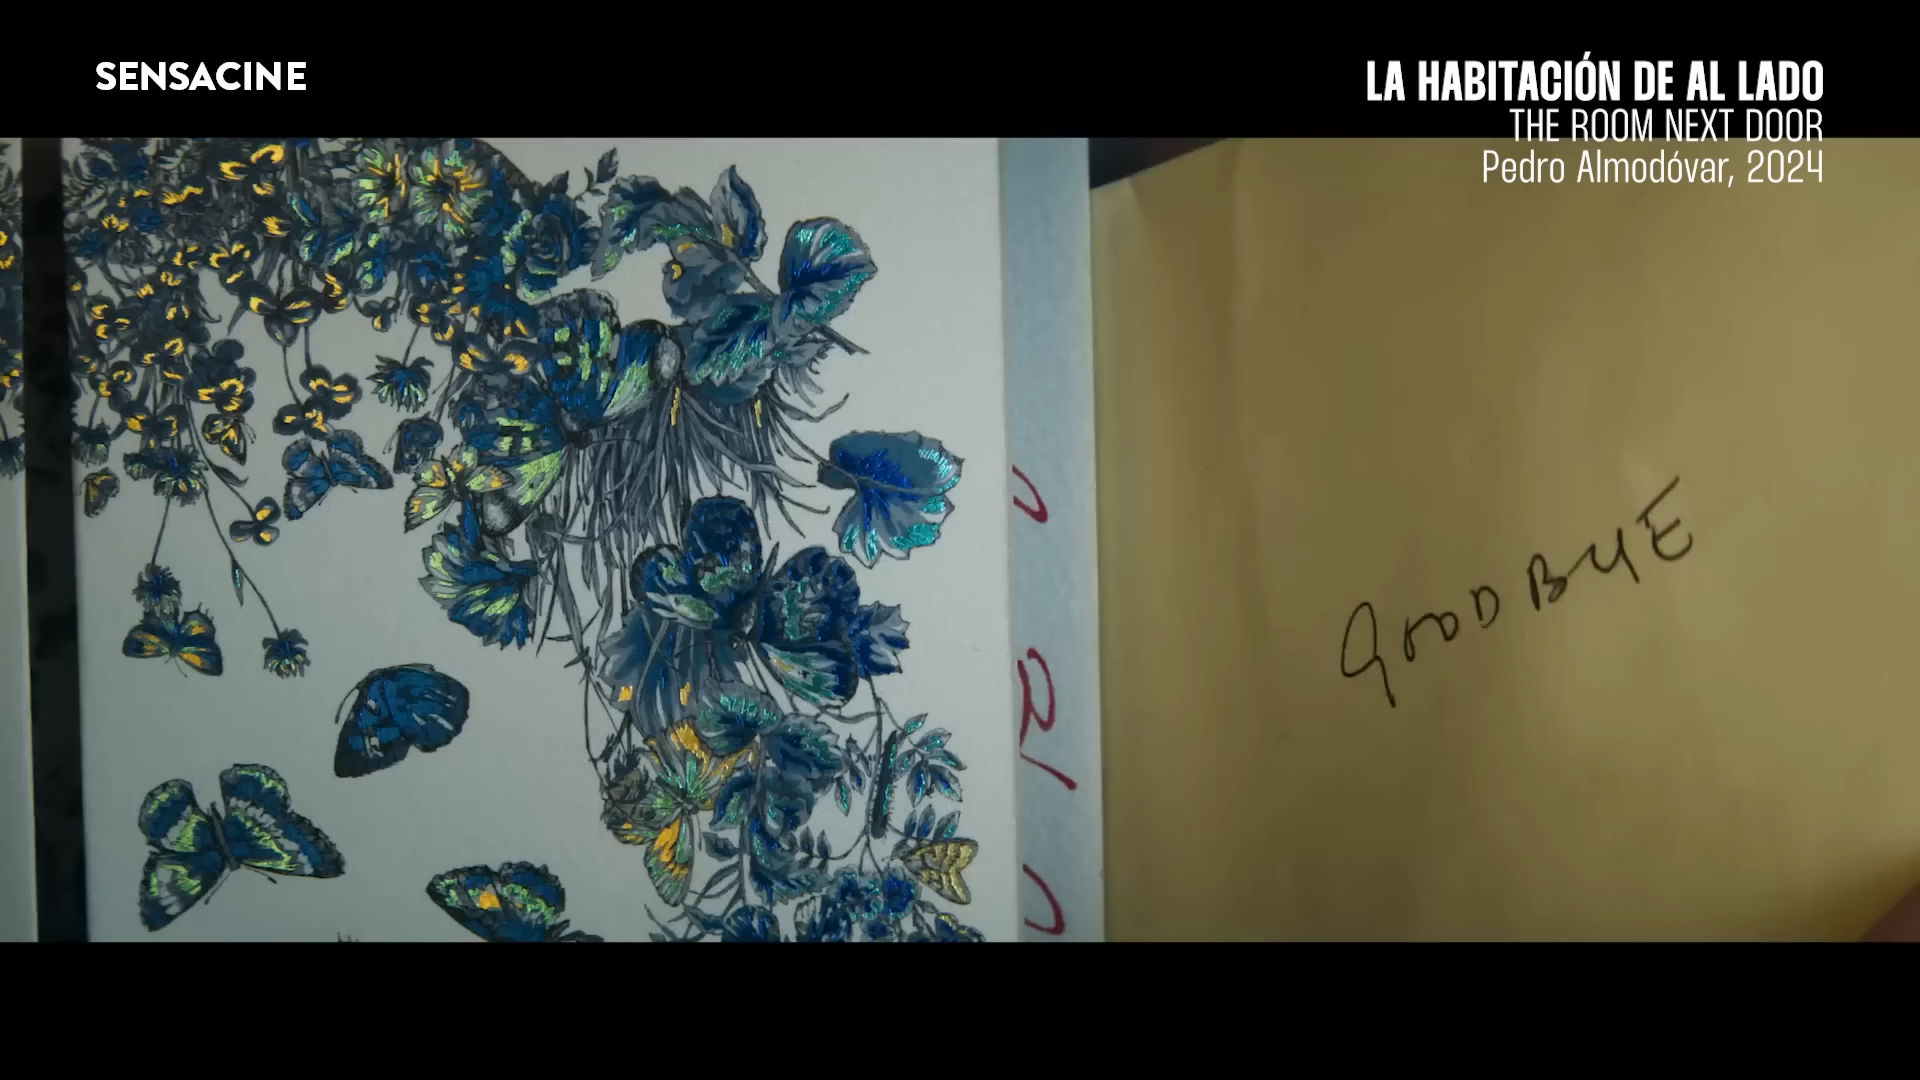 SENSACINE
LA HABITACIÓN DE AL LADO
THE ROOM NEXT DOOR
Pedro Almodóvar, 2024
GOODBYE